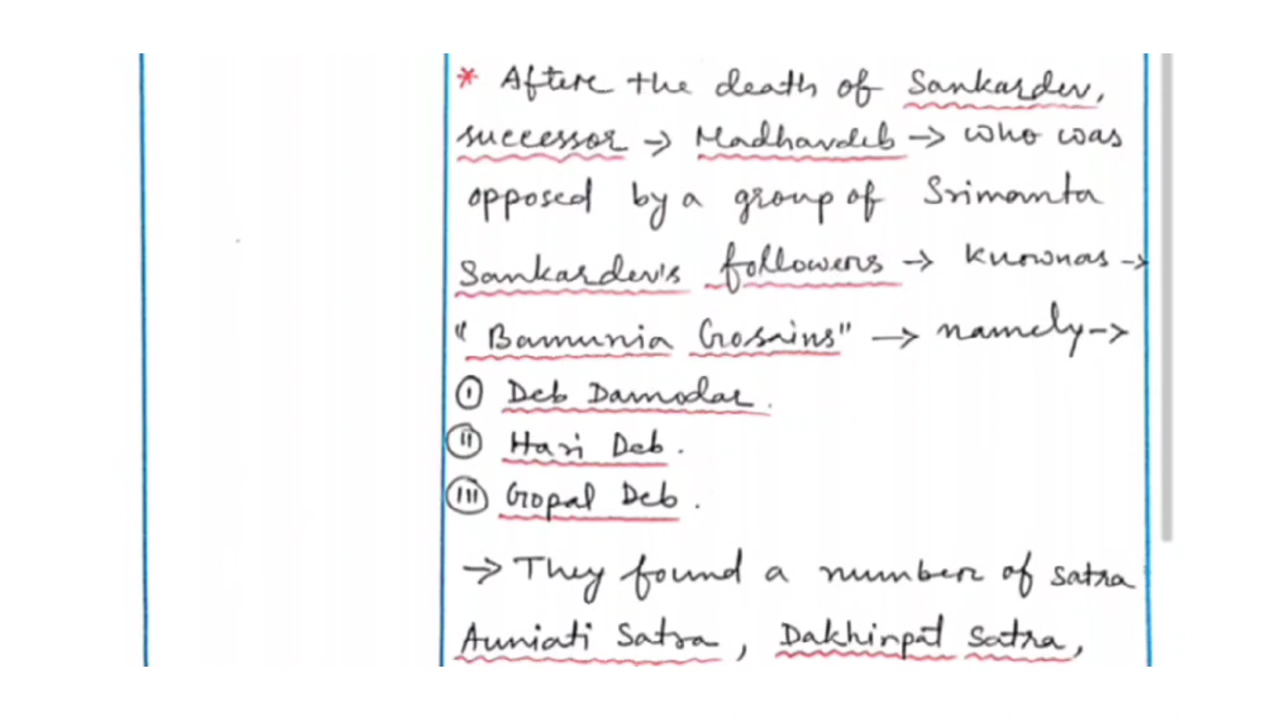 * After the death of Sankardev,
successor → Madhavdeb → who was
opposed by a group of Srimanta
Sankardev's followers → known as →
"Bamunia Gosains" → namely →
(i) Deb Damodar.
(ii) Hari Deb.
(iii) Gopal Deb.
→ They found a number of satra
Auniati Satra, Dakhinpat Satra,